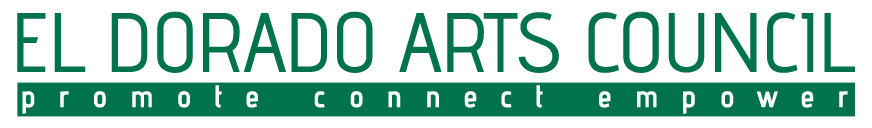 EL DORADO ARTS COUNCIL
promote connect empower